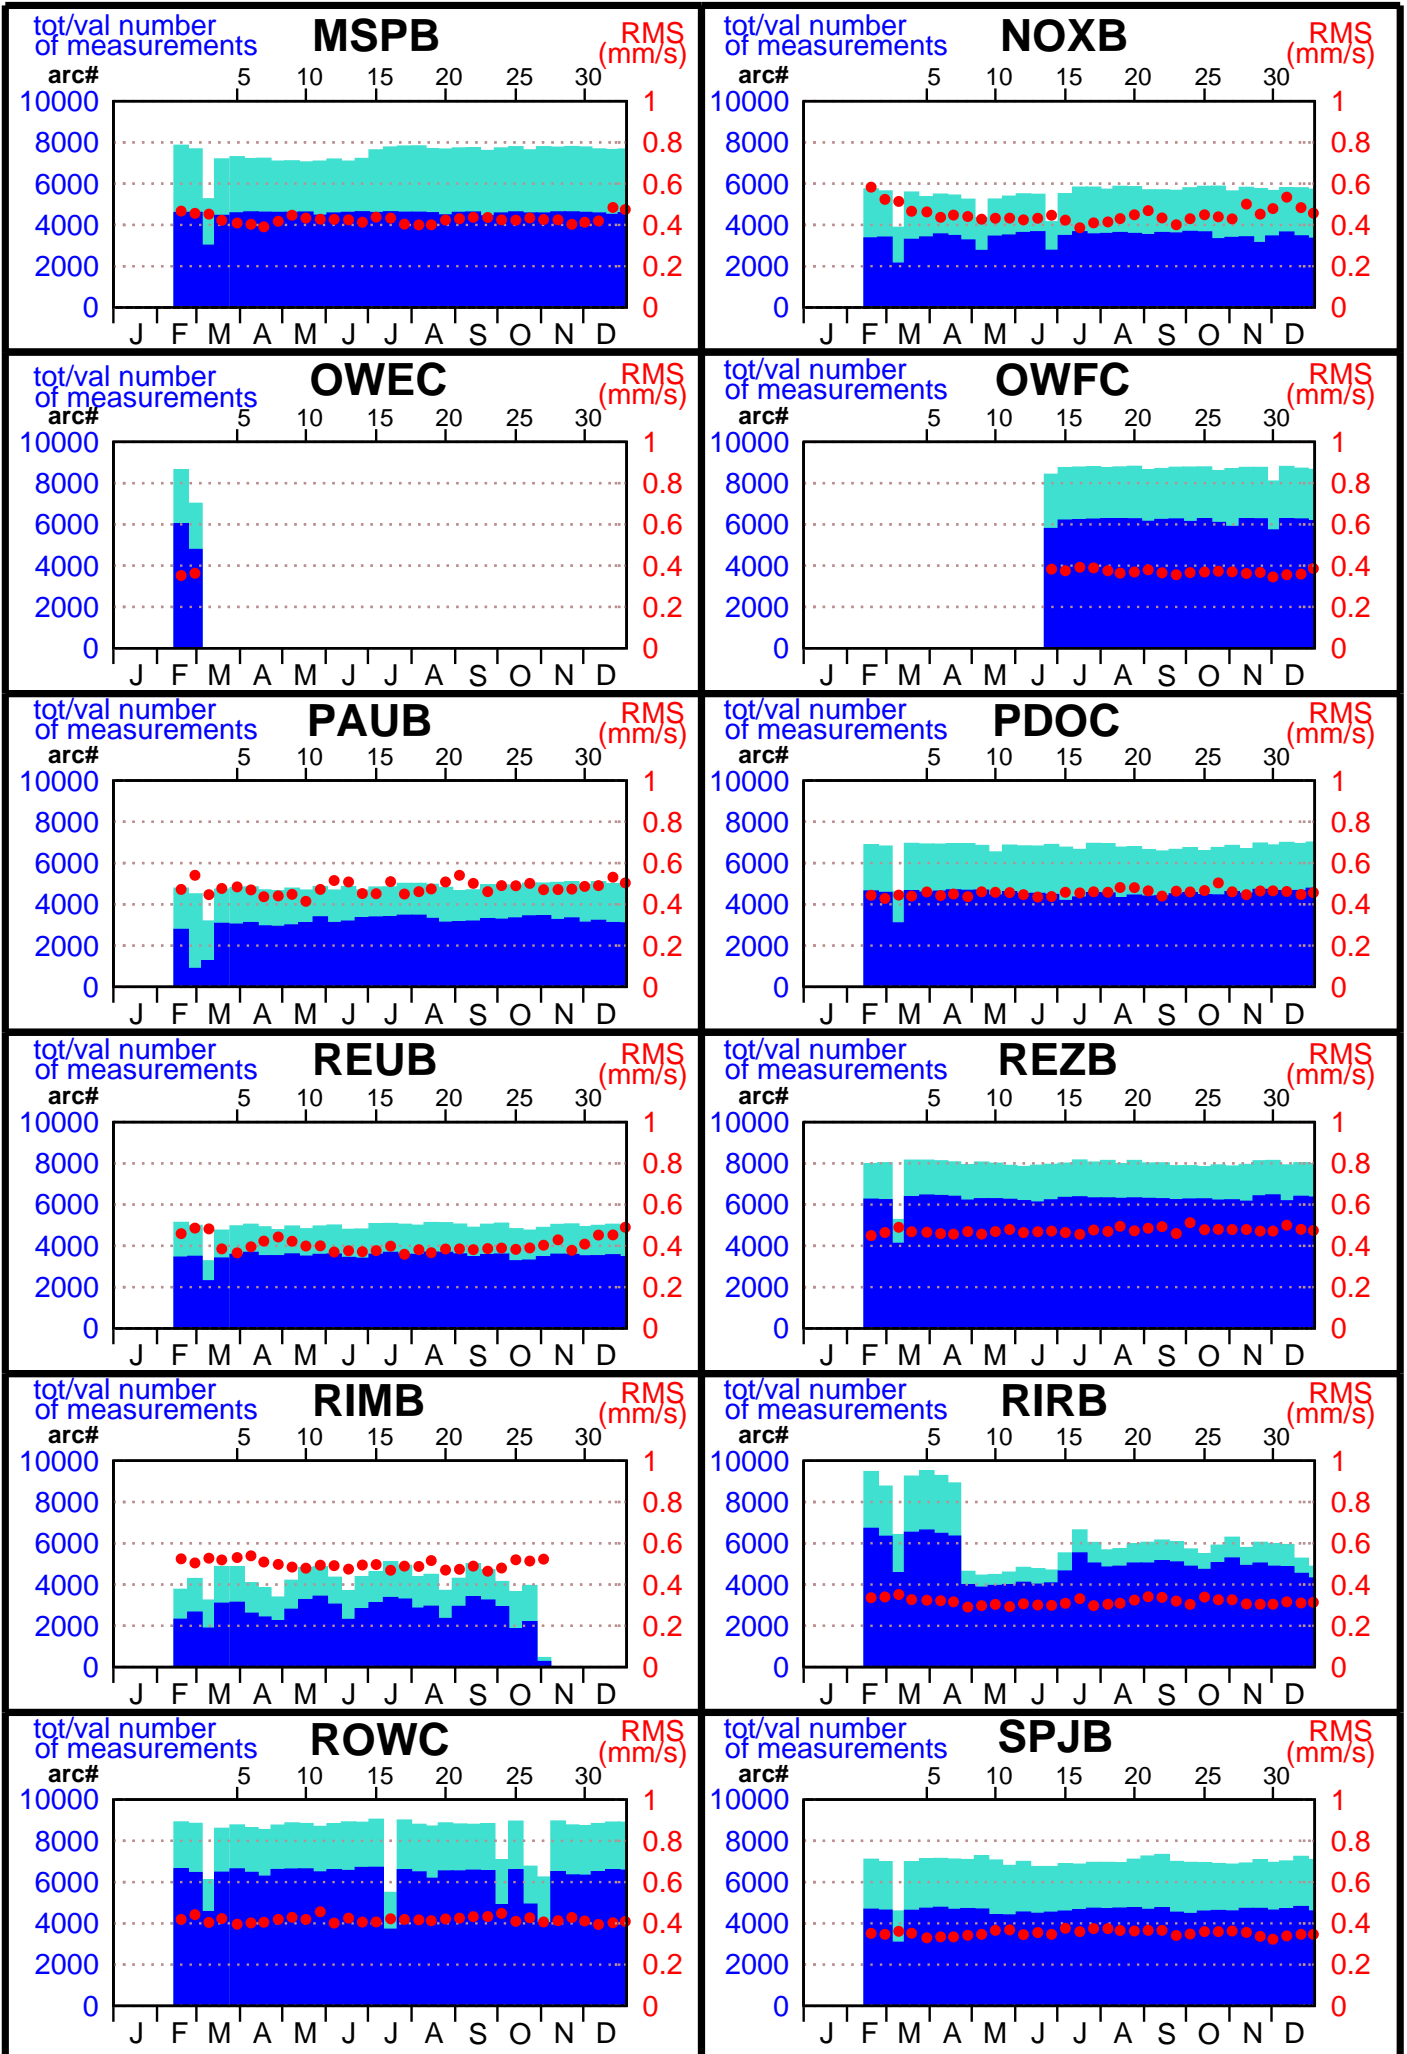 tot/val number of measurements MSPB RMS (mm/s)
arc# 5 10 15 20 25 30
10000 1
8000 0.8
6000 0.6
4000 0.4
2000 0.2
0 0
J F M A M J J A S O N D
tot/val number of measurements NOXB RMS (mm/s)
arc# 5 10 15 20 25 30
10000 1
8000 0.8
6000 0.6
4000 0.4
2000 0.2
0 0
J F M A M J J A S O N D
tot/val number of measurements OWEC RMS (mm/s)
arc# 5 10 15 20 25 30
10000 1
8000 0.8
6000 0.6
4000 0.4
2000 0.2
0 0
J F M A M J J A S O N D
tot/val number of measurements OWFC RMS (mm/s)
arc# 5 10 15 20 25 30
10000 1
8000 0.8
6000 0.6
4000 0.4
2000 0.2
0 0
J F M A M J J A S O N D
tot/val number of measurements PAUB RMS (mm/s)
arc# 5 10 15 20 25 30
10000 1
8000 0.8
6000 0.6
4000 0.4
2000 0.2
0 0
J F M A M J J A S O N D
tot/val number of measurements PDOC RMS (mm/s)
arc# 5 10 15 20 25 30
10000 1
8000 0.8
6000 0.6
4000 0.4
2000 0.2
0 0
J F M A M J J A S O N D
tot/val number of measurements REUB RMS (mm/s)
arc# 5 10 15 20 25 30
10000 1
8000 0.8
6000 0.6
4000 0.4
2000 0.2
0 0
J F M A M J J A S O N D
tot/val number of measurements REZB RMS (mm/s)
arc# 5 10 15 20 25 30
10000 1
8000 0.8
6000 0.6
4000 0.4
2000 0.2
0 0
J F M A M J J A S O N D
tot/val number of measurements RIMB RMS (mm/s)
arc# 5 10 15 20 25 30
10000 1
8000 0.8
6000 0.6
4000 0.4
2000 0.2
0 0
J F M A M J J A S O N D
tot/val number of measurements RIRB RMS (mm/s)
arc# 5 10 15 20 25 30
10000 1
8000 0.8
6000 0.6
4000 0.4
2000 0.2
0 0
J F M A M J J A S O N D
tot/val number of measurements ROWC RMS (mm/s)
arc# 5 10 15 20 25 30
10000 1
8000 0.8
6000 0.6
4000 0.4
2000 0.2
0 0
J F M A M J J A S O N D
tot/val number of measurements SPJB RMS (mm/s)
arc# 5 10 15 20 25 30
10000 1
8000 0.8
6000 0.6
4000 0.4
2000 0.2
0 0
J F M A M J J A S O N D